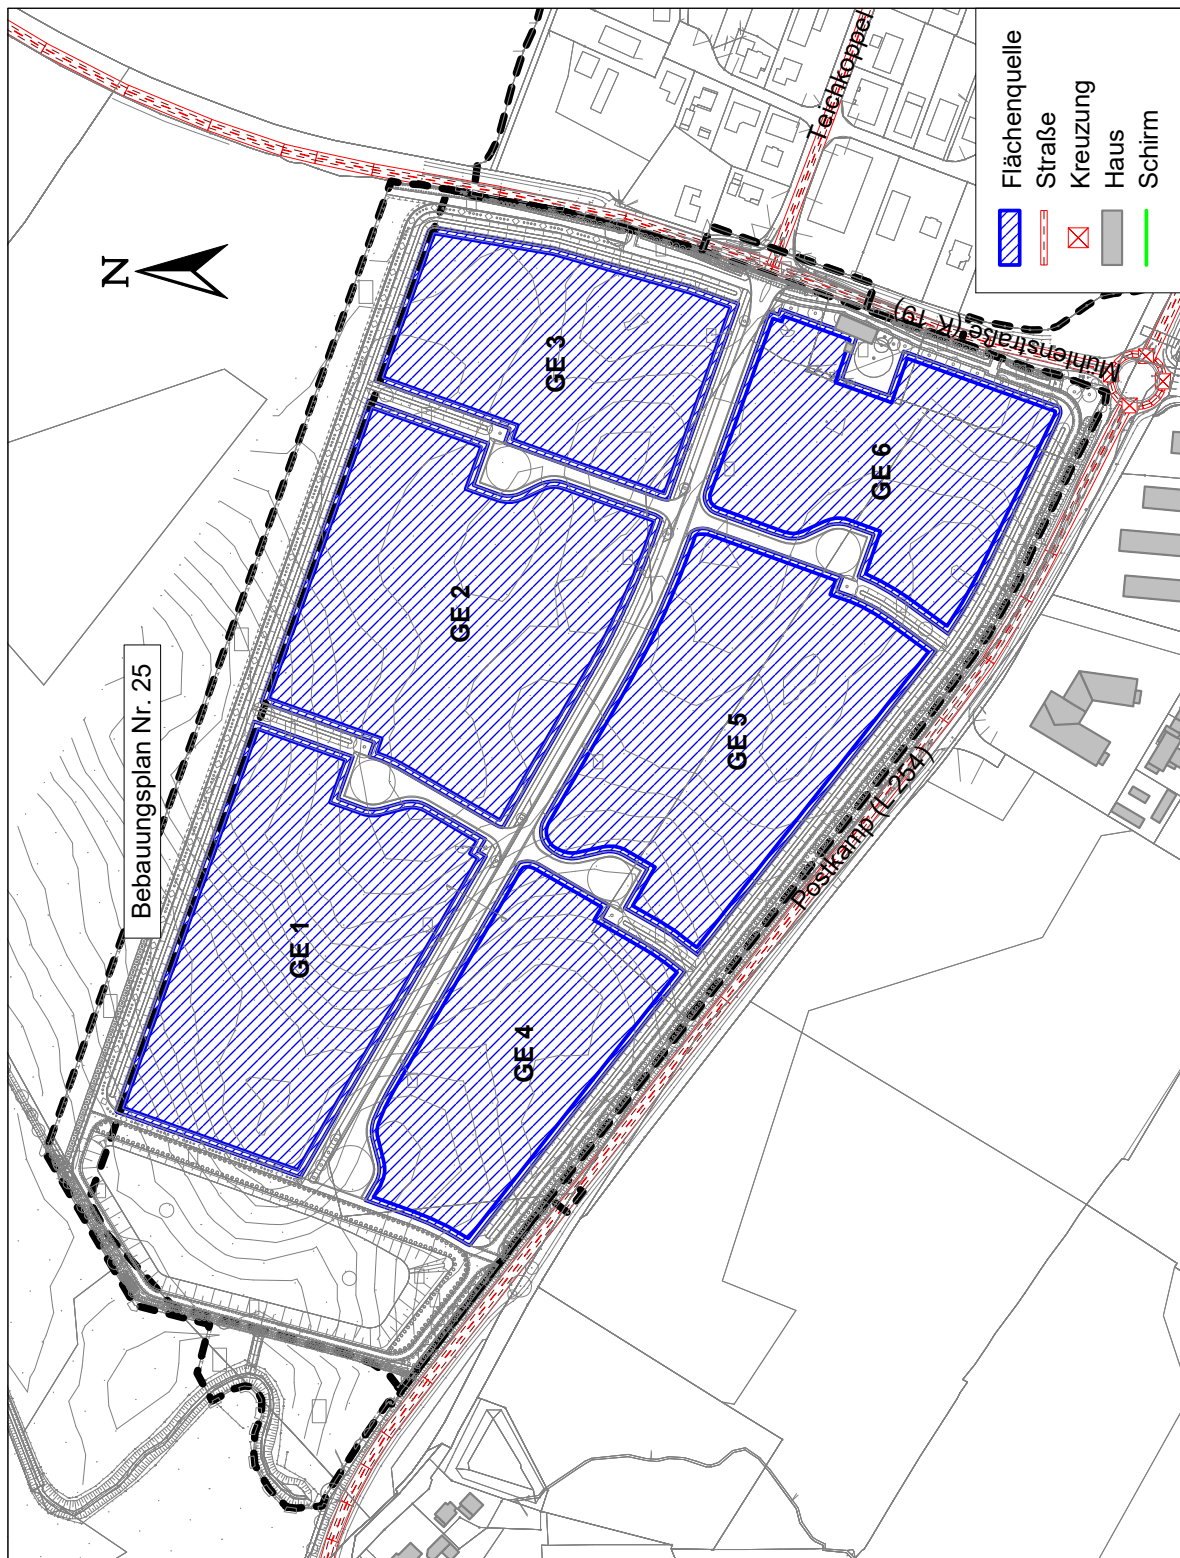 N
Bebauungsplan Nr. 25
GE 1
GE 2
GE 3
GE 4
GE 5
GE 6
Teichkoppel
Mühlenstraße (K 19)
Postkamp (L 254)
Flächenquelle
Straße
Kreuzung
Haus
Schirm